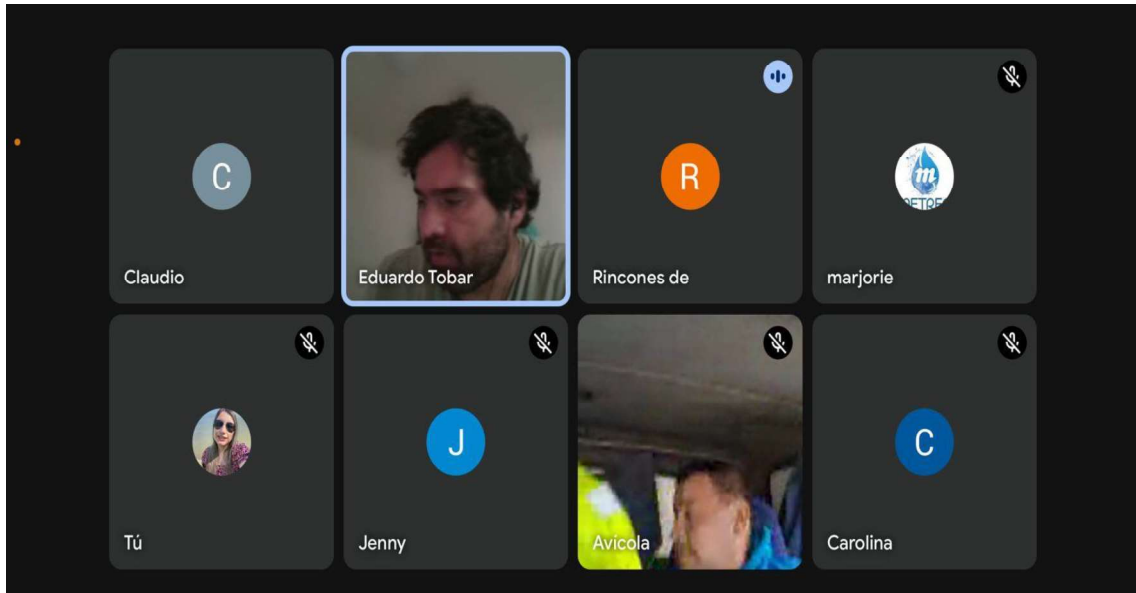 C
Claudio
Eduardo Tobar
R
Rincones de
m
marjorie
Tú
J
Jenny
Avicola
C
Carolina